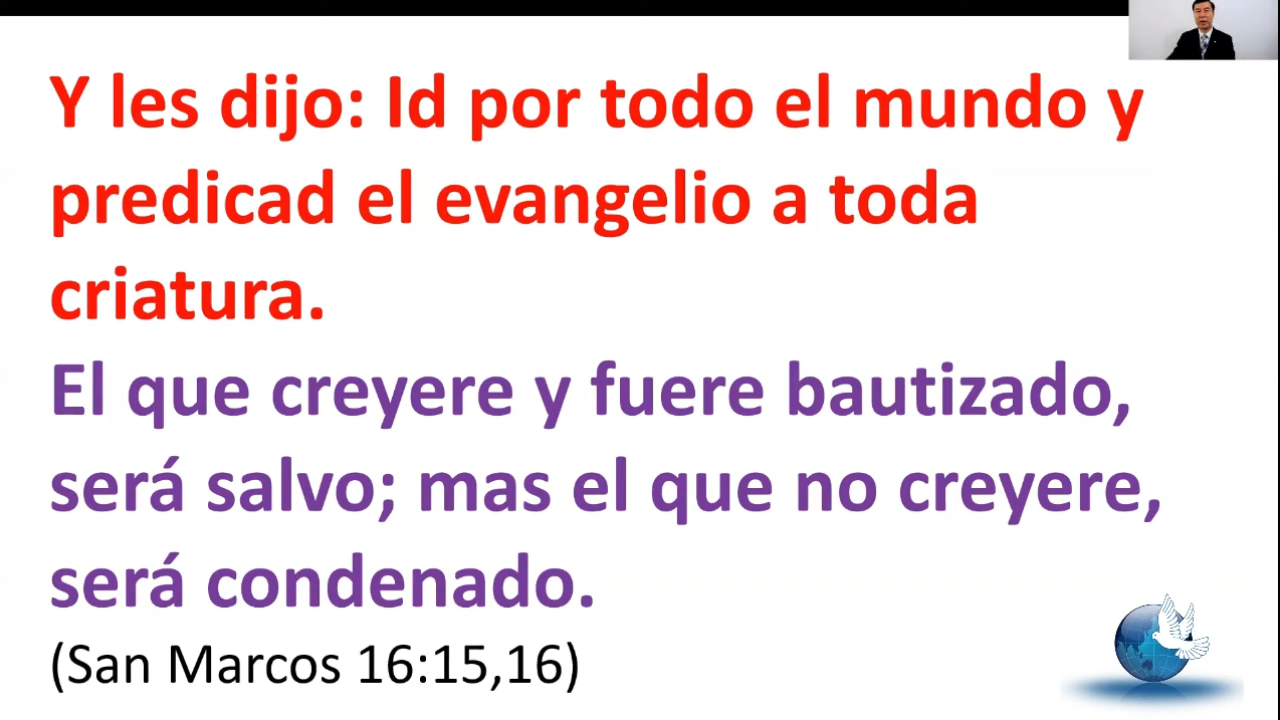 Y les dijo: Id por todo el mundo y
predicad el evangelio a toda
criatura.
El que creyere y fuere bautizado,
será salvo; mas el que no creyere,
será condenado.
(San Marcos 16:15,16)